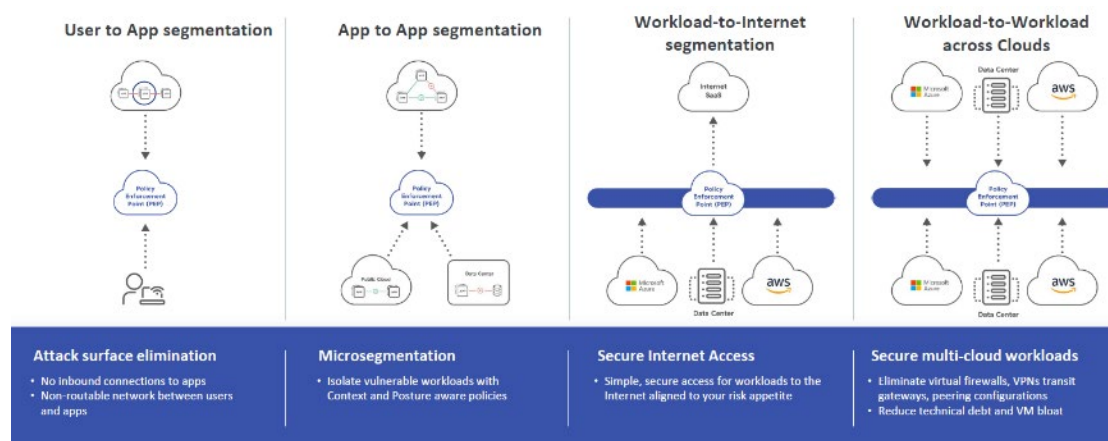 User to App segmentation
Policy
Enforcement
Point (PEP)
Attack surface elimination
• No inbound connections to apps
• Non-routable network between users
and apps
App to App segmentation
Policy
Enforcement
Point (PEP)
Public Cloud
Data Center
Microsegmentation
• Isolate vulnerable workloads with
Context and Posture aware policies
Workload-to-Internet
segmentation
Internet
SaaS
Policy
Enforcement
Point (PEP)
Microsoft
Azure
Data Center
aws
Secure Internet Access
• Simple, secure access for workloads to the
Internet aligned to your risk appetite
Workload-to-Workload
across Clouds
Microsoft
Azure
Data Center
aws
Policy
Enforcement
Point (PEP)
Microsoft
Azure
Data Center
aws
Secure multi-cloud workloads
• Eliminate virtual firewalls, VPNs transit
gateways, peering configurations
• Reduce technical debt and VM bloat